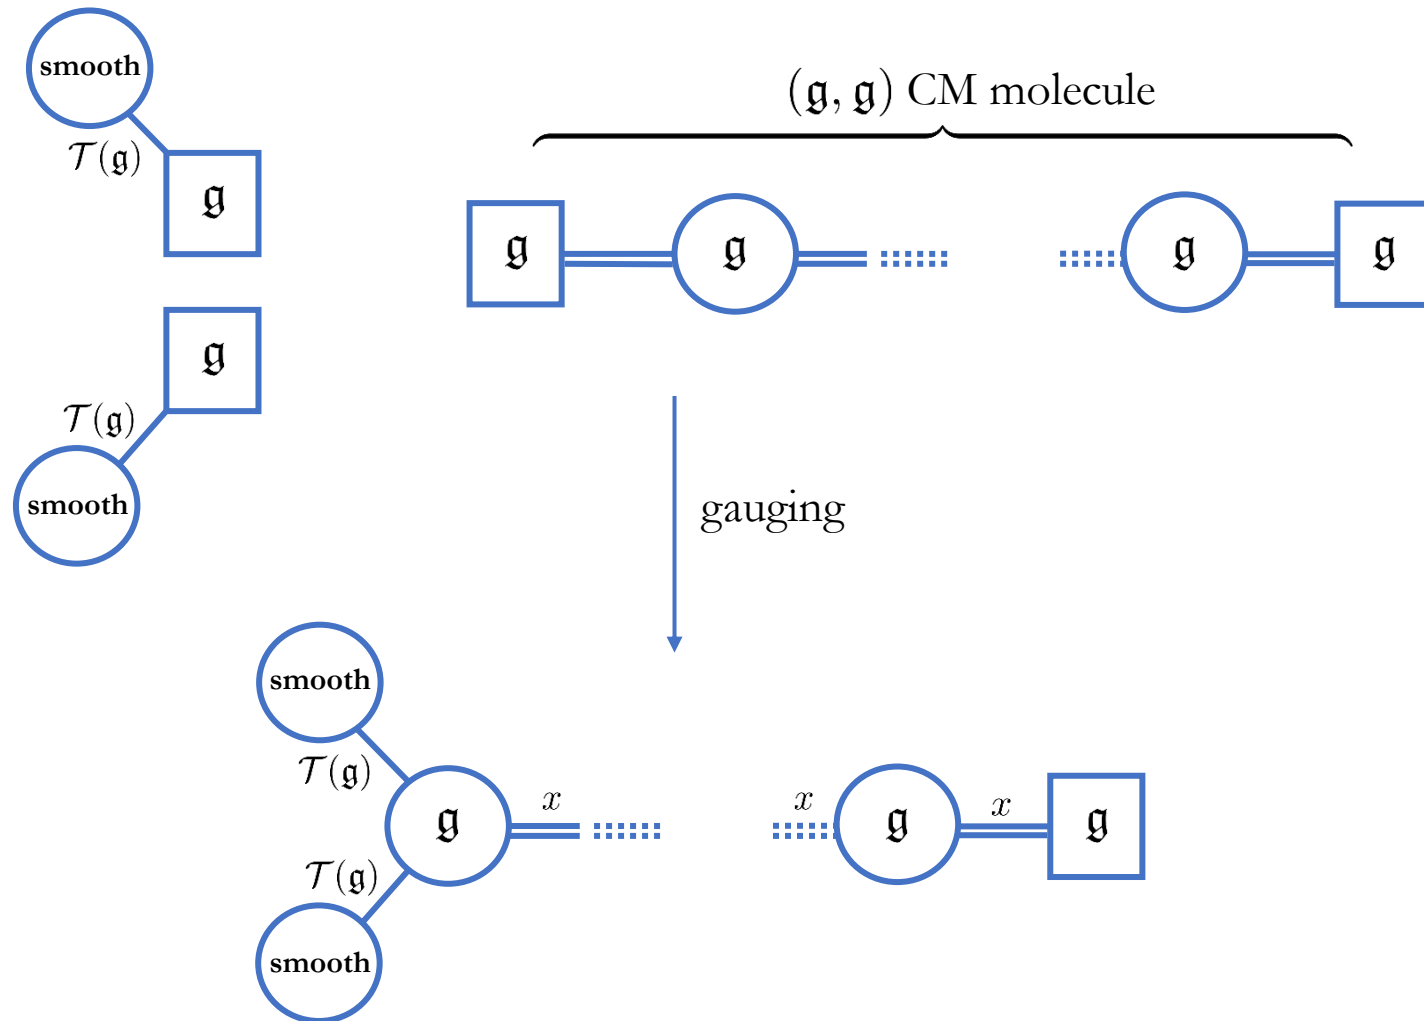 smooth
𝒯(𝔤)
𝔤
(𝔤, 𝔤) CM molecule
𝔤
𝔤
𝔤
𝔤
𝔤
𝒯(𝔤)
smooth
gauging
smooth
𝒯(𝔤)
𝔤
x
x
𝔤
x
𝔤
𝒯(𝔤)
smooth